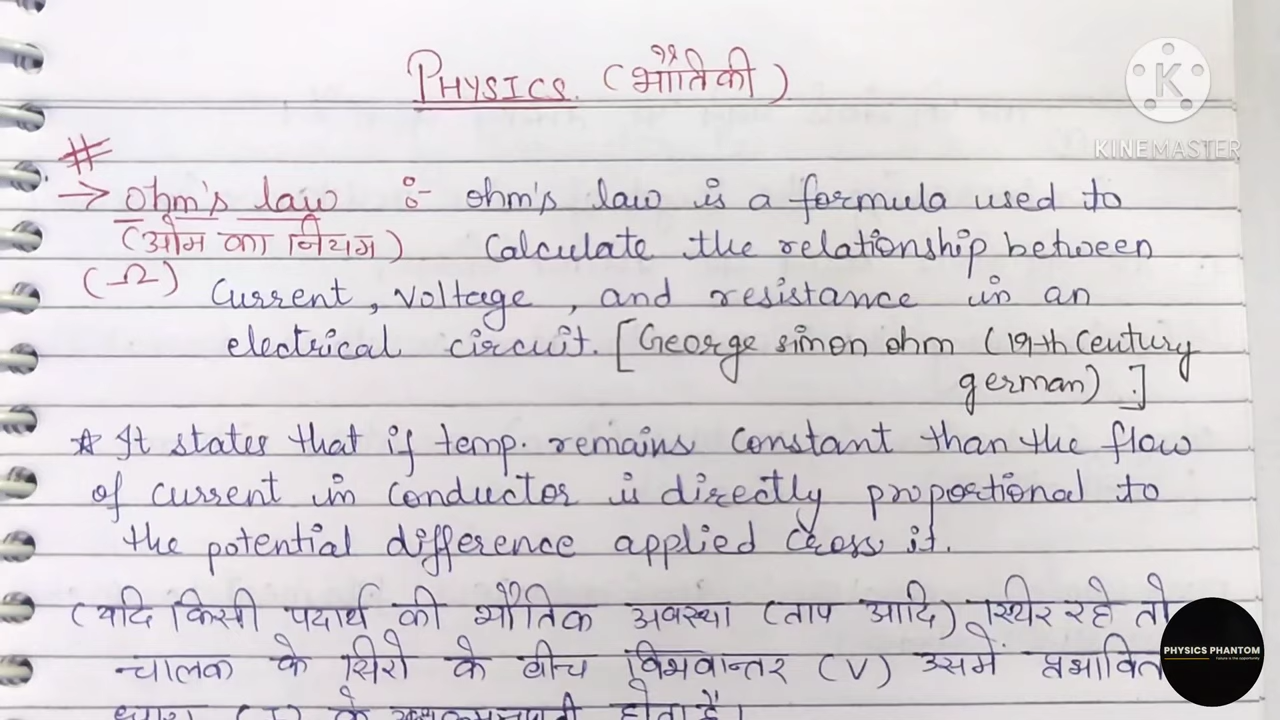 PHYSICS. (भौतिकी)
KINEMASTER
#
→ ohm's law :- ohm's law is a formula used to
(ओम का नियम) calculate the relationship between
(Ω) Current, voltage, and resistance in an
electrical circuit. [George simon ohm (19th century
german)]
* It states that if temp. remains constant than the flow
of current in conductor is directly proportional to
the potential difference applied cross it.
(यदि किसी पदार्थ की भौतिक अवस्था (ताप आदि) स्थिर रहे तो
चालक के सिरो के बीच विभवान्तर (V) उसमें प्रभावित
PHYSICS PHANTOM
होता है।